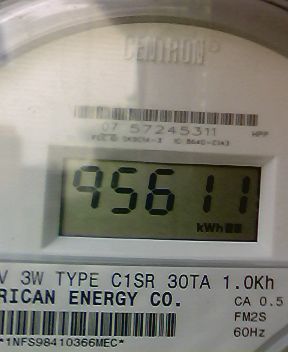 CENTRON®
07 57245311
HPP
95611
kWh
V 3W TYPE C1SR 30TA 1.0Kh
RICAN ENERGY CO.
CA 0.5
FM2S
60Hz
*1NFS98410366MEC*